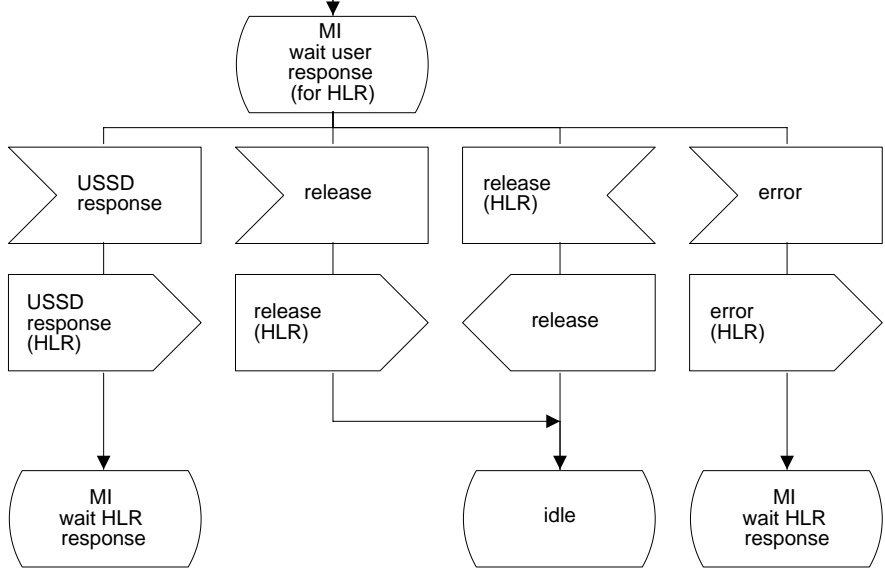 MI
wait user
response
(for HLR)
USSD
response
release
release
(HLR)
error
USSD
response
(HLR)
release
(HLR)
release
error
(HLR)
MI
wait HLR
response
idle
MI
wait HLR
response